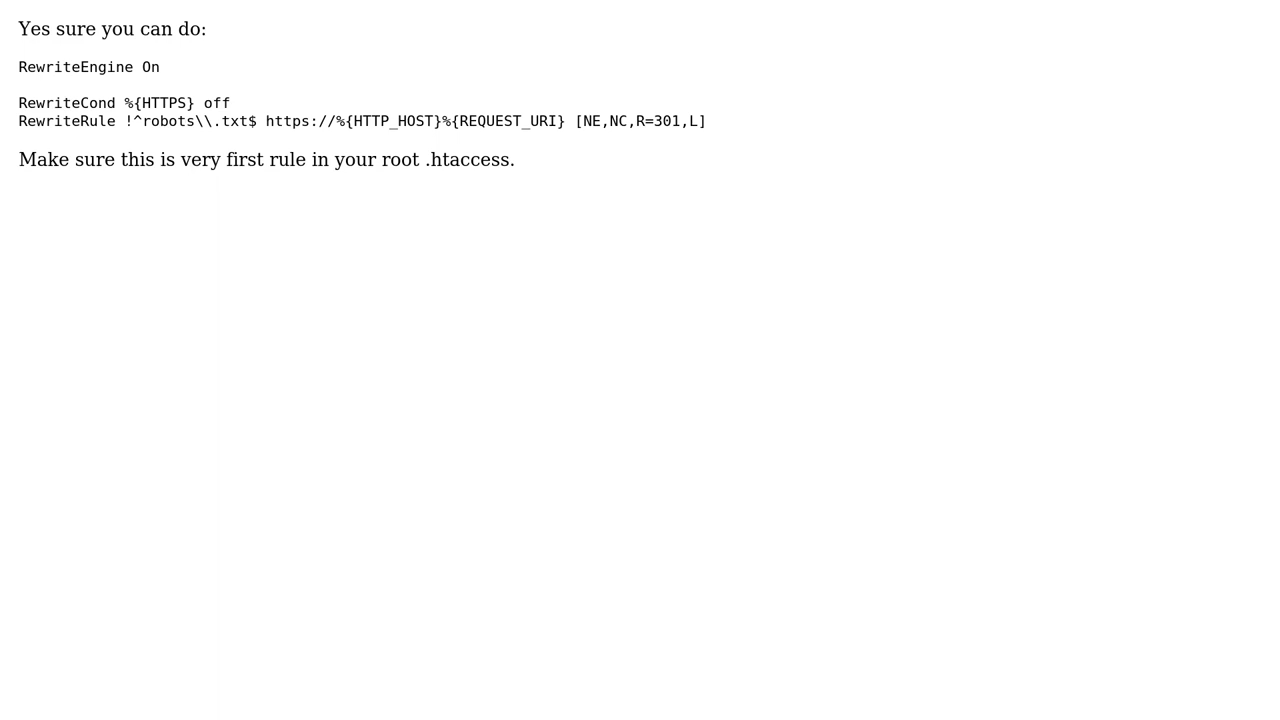 Yes sure you can do:
RewriteEngine On
RewriteCond %{HTTPS} off
RewriteRule !^robots\\.txt$ https://%{HTTP_HOST}%{REQUEST_URI} [NE,NC,R=301,L]
Make sure this is very first rule in your root .htaccess.